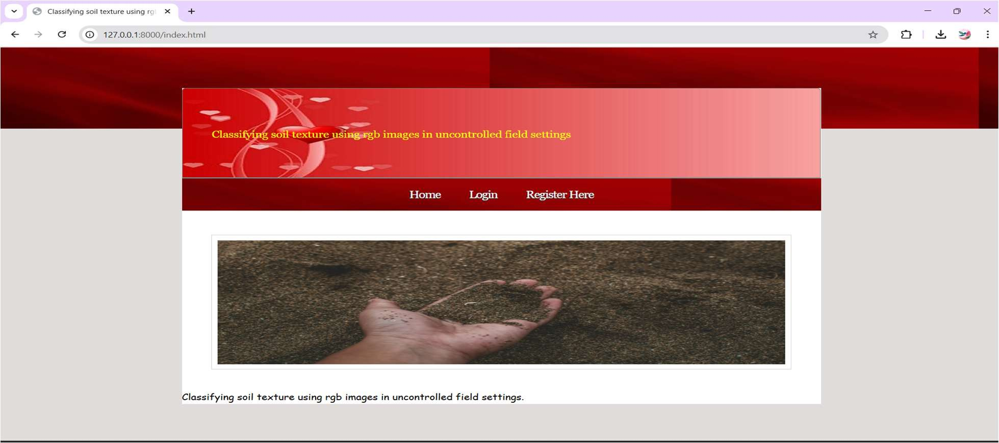 Classifying soil texture using rg
127.0.0.1:8000/index.html
Classifying soil texture using rgb images in uncontrolled field settings
Home Login Register Here
Classifying soil texture using rgb images in uncontrolled field settings.